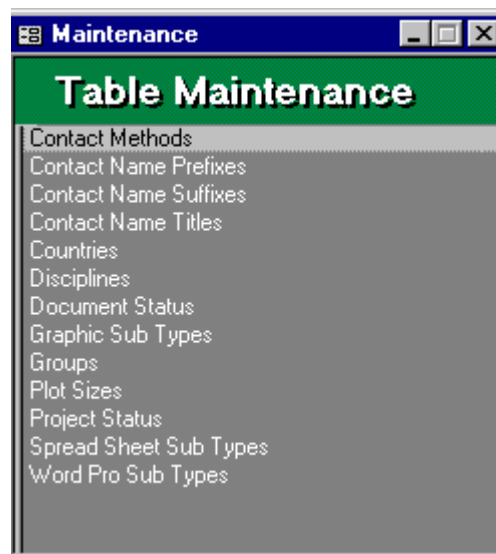 Maintenance
Table Maintenance
Contact Methods
Contact Name Prefixes
Contact Name Suffixes
Contact Name Titles
Countries
Disciplines
Document Status
Graphic Sub Types
Groups
Plot Sizes
Project Status
Spread Sheet Sub Types
Word Pro Sub Types